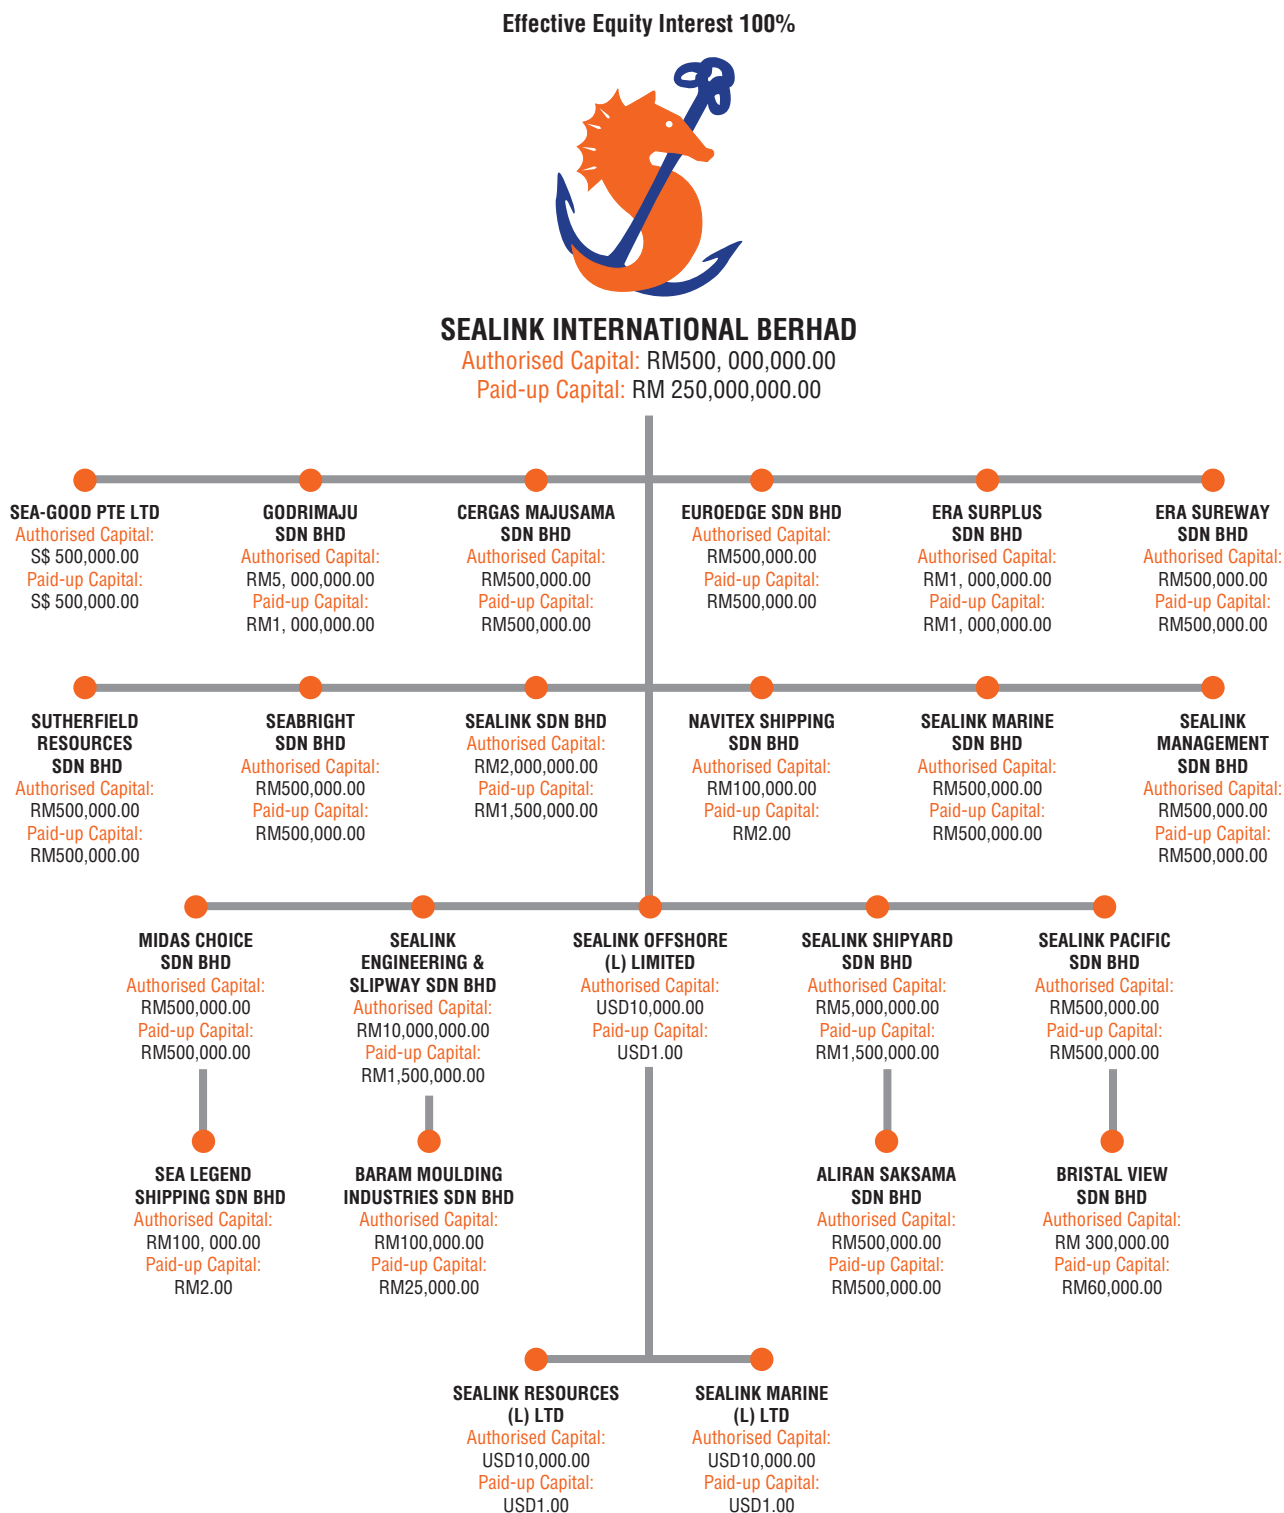 Effective Equity Interest 100%
SEALINK INTERNATIONAL BERHAD
Authorised Capital: RM500, 000,000.00
Paid-up Capital: RM 250,000,000.00
SEA-GOOD PTE LTD
Authorised Capital:
S$ 500,000.00
Paid-up Capital:
S$ 500,000.00
GODRIMAJU
SDN BHD
Authorised Capital:
RM5, 000,000.00
Paid-up Capital:
RM1, 000,000.00
CERGAS MAJUSAMA
SDN BHD
Authorised Capital:
RM500,000.00
Paid-up Capital:
RM500,000.00
EUROEDGE SDN BHD
Authorised Capital:
RM500,000.00
Paid-up Capital:
RM500,000.00
ERA SURPLUS
SDN BHD
Authorised Capital:
RM1, 000,000.00
Paid-up Capital:
RM1, 000,000.00
ERA SUREWAY
SDN BHD
Authorised Capital:
RM500,000.00
Paid-up Capital:
RM500,000.00
SUTHERFIELD
RESOURCES
SDN BHD
Authorised Capital:
RM500,000.00
Paid-up Capital:
RM500,000.00
SEABRIGHT
SDN BHD
Authorised Capital:
RM500,000.00
Paid-up Capital:
RM500,000.00
SEALINK SDN BHD
Authorised Capital:
RM2,000,000.00
Paid-up Capital:
RM1,500,000.00
NAVITEX SHIPPING
SDN BHD
Authorised Capital:
RM100,000.00
Paid-up Capital:
RM2.00
SEALINK MARINE
SDN BHD
Authorised Capital:
RM500,000.00
Paid-up Capital:
RM500,000.00
SEALINK
MANAGEMENT
SDN BHD
Authorised Capital:
RM500,000.00
Paid-up Capital:
RM500,000.00
MIDAS CHOICE
SDN BHD
Authorised Capital:
RM500,000.00
Paid-up Capital:
RM500,000.00
SEALINK
ENGINEERING &
SLIPWAY SDN BHD
Authorised Capital:
RM10,000,000.00
Paid-up Capital:
RM1,500,000.00
SEALINK OFFSHORE
(L) LIMITED
Authorised Capital:
USD10,000.00
Paid-up Capital:
USD1.00
SEALINK SHIPYARD
SDN BHD
Authorised Capital:
RM5,000,000.00
Paid-up Capital:
RM1,500,000.00
SEALINK PACIFIC
SDN BHD
Authorised Capital:
RM500,000.00
Paid-up Capital:
RM500,000.00
SEA LEGEND
SHIPPING SDN BHD
Authorised Capital:
RM100, 000.00
Paid-up Capital:
RM2.00
BARAM MOULDING
INDUSTRIES SDN BHD
Authorised Capital:
RM100,000.00
Paid-up Capital:
RM25,000.00
ALIRAN SAKSAMA
SDN BHD
Authorised Capital:
RM500,000.00
Paid-up Capital:
RM500,000.00
BRISTAL VIEW
SDN BHD
Authorised Capital:
RM 300,000.00
Paid-up Capital:
RM60,000.00
SEALINK RESOURCES
(L) LTD
Authorised Capital:
USD10,000.00
Paid-up Capital:
USD1.00
SEALINK MARINE
(L) LTD
Authorised Capital:
USD10,000.00
Paid-up Capital:
USD1.00